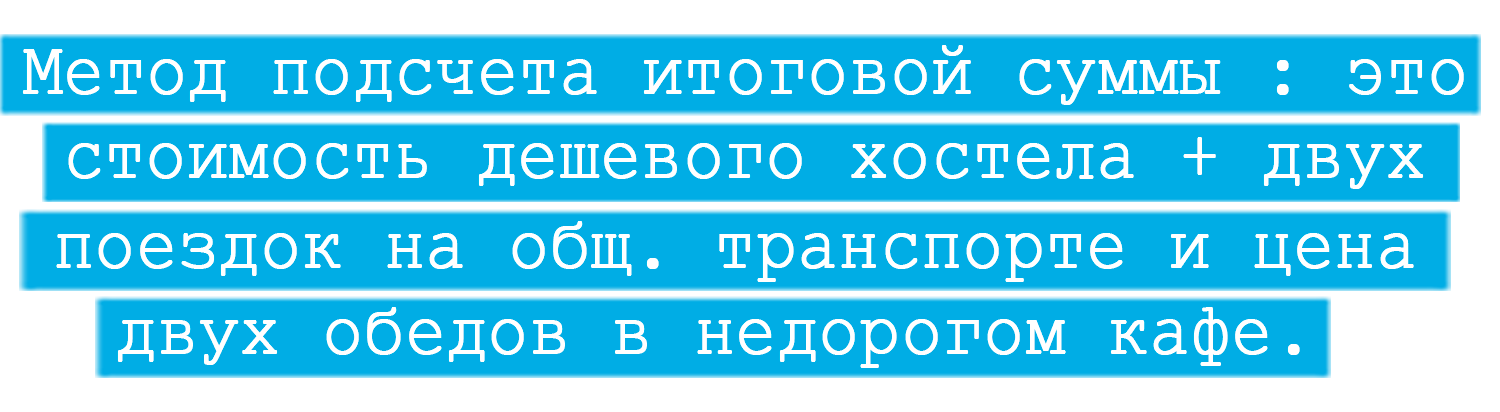 Метод подсчета итоговой суммы : это
стоимость дешевого хостела + двух
поездок на общ. транспорте и цена
двух обедов в недорогом кафе.